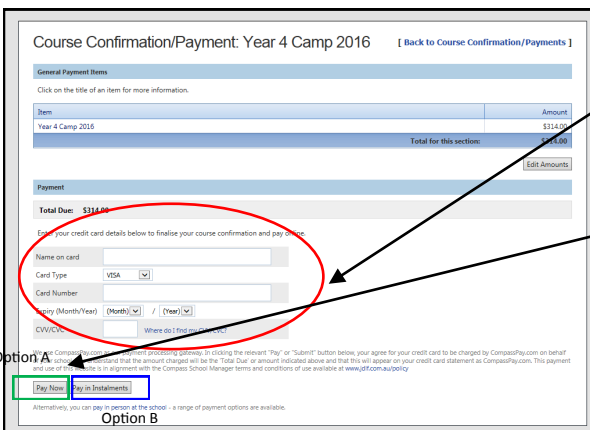 Course Confirmation/Payment: Year 4 Camp 2016 [ Back to Course Confirmation/Payments ]
General Payment Items
Click on the title of an item for more information.
Item Amount
Year 4 Camp 2016 $314.00
Total for this section: $314.00
Edit Amounts
Payment
Total Due: $314.00
Enter your credit card details below to finalise your course confirmation and pay online.
Name on card
Card Type VISA
Card Number
Expiry (Month/Year) (Month) / (Year)
CVV/CVC Where do I find my CVV/CVC?
Option A
We use CompassPay.com as our payment processing gateway. In clicking the relevant "Pay" or "Submit" button below, your agree for your credit card to be charged by CompassPay.com on behalf
of your school understand that the amount charged will be the 'Total Due' or amount indicated above and that this will appear on your credit card statement as CompassPay.com. This payment
and use of this website is in alignment with the Compass School Manager terms and conditions of use available at www.jdlf.com.au/policy
Pay Now Pay in Instalments
Alternatively, you can pay in person at the school - a range of payment options are available.
Option B